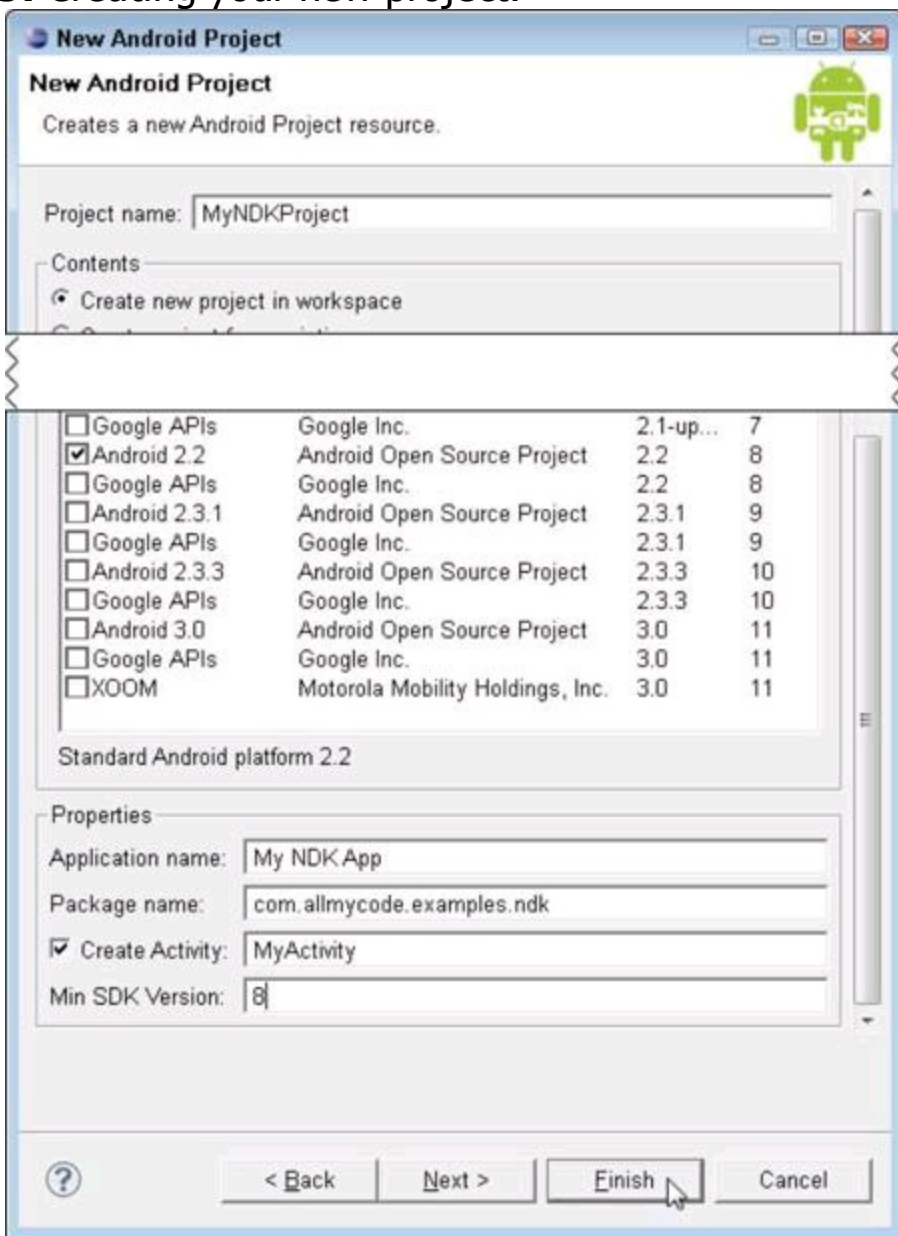 Creating your new project.
New Android Project
New Android Project
Creates a new Android Project resource.
Project name: MyNDKProject
Contents
Create new project in workspace
Google APIs Google Inc. 2.1-up... 7
Android 2.2 Android Open Source Project 2.2 8
Google APIs Google Inc. 2.2 8
Android 2.3.1 Android Open Source Project 2.3.1 9
Google APIs Google Inc. 2.3.1 9
Android 2.3.3 Android Open Source Project 2.3.3 10
Google APIs Google Inc. 2.3.3 10
Android 3.0 Android Open Source Project 3.0 11
Google APIs Google Inc. 3.0 11
XOOM Motorola Mobility Holdings, Inc. 3.0 11
Standard Android platform 2.2
Properties
Application name: My NDK App
Package name: com.allmycode.examples.ndk
Create Activity: MyActivity
Min SDK Version: 8
? < Back Next > Finish Cancel